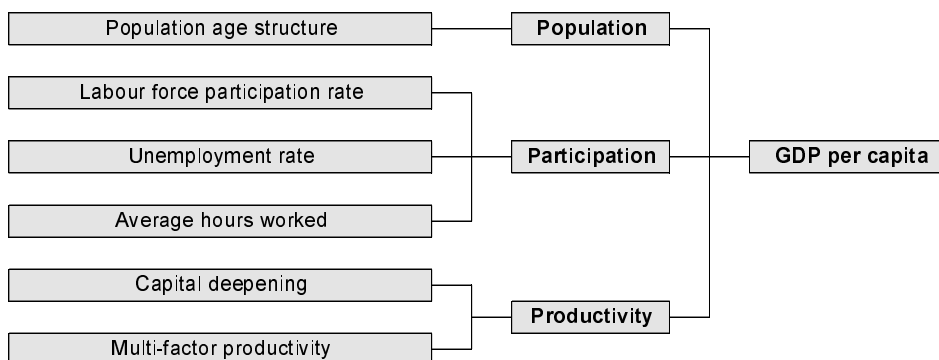 Population age structure
Population
Labour force participation rate
Unemployment rate
Participation
GDP per capita
Average hours worked
Capital deepening
Productivity
Multi-factor productivity